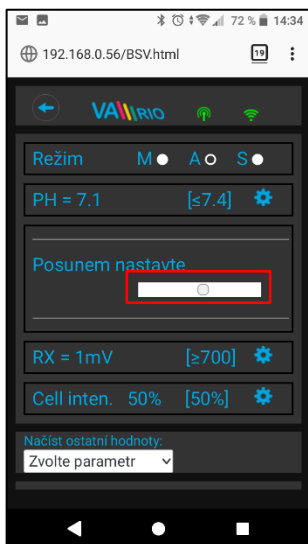 72 % 14:34
192.168.0.56/BSV.html 19
VA RIO
Režim M A S
PH = 7.1 [≤7.4]
Posunem nastavte
RX = 1mV [≥700]
Cell inten. 50% [50%]
Načíst ostatní hodnoty:
Zvolte parametr